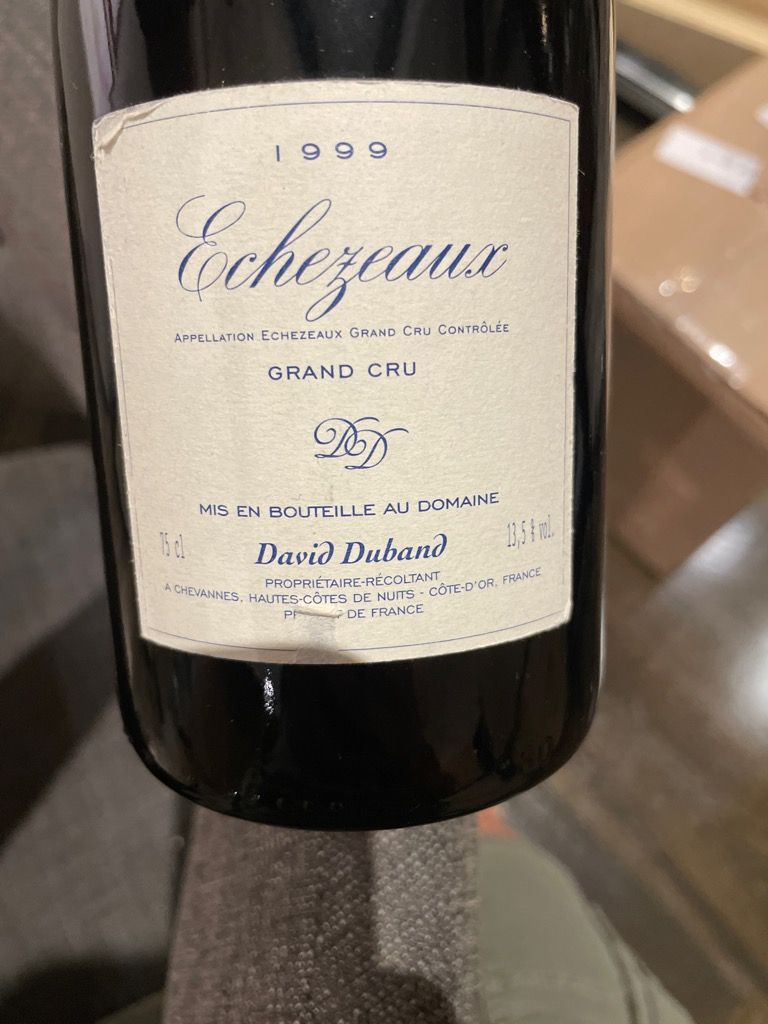 1999
Echezeaux
APPELLATION ECHEZEAUX GRAND CRU CONTRÔLÉE
GRAND CRU
DD
MIS EN BOUTEILLE AU DOMAINE
75 cl
David Duband
13,5 % vol.
PROPRIÉTAIRE-RÉCOLTANT
A CHEVANNES, HAUTES-CÔTES DE NUITS - CÔTE-D'OR, FRANCE
DE FRANCE